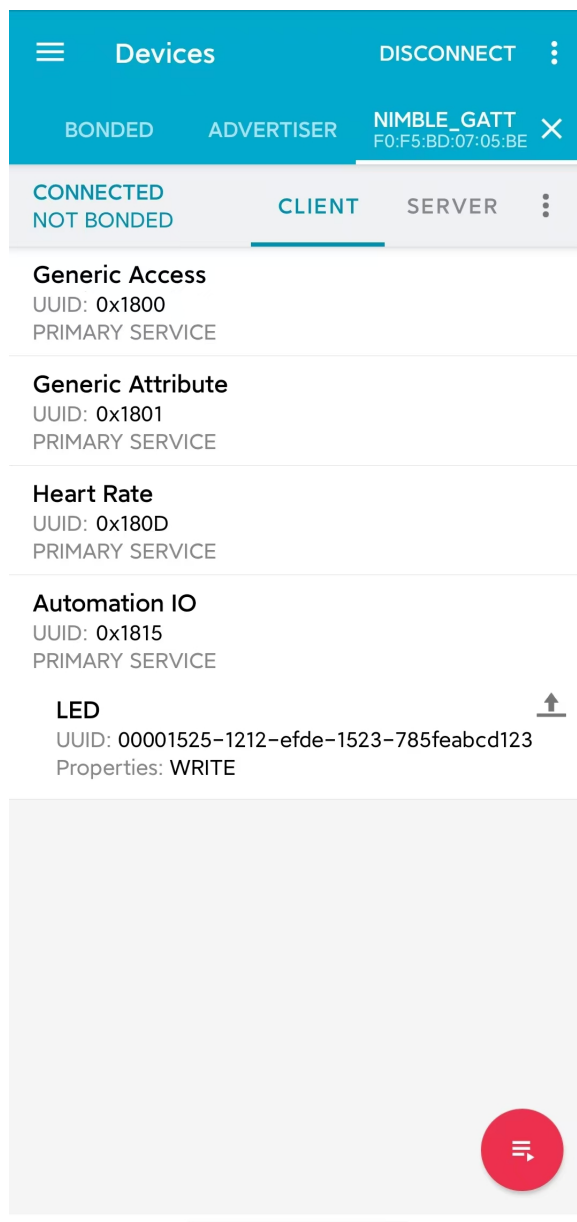 Devices
DISCONNECT
BONDED
ADVERTISER
NIMBLE_GATT
F0:F5:BD:07:05:BE
CONNECTED
NOT BONDED
CLIENT
SERVER
Generic Access
UUID: 0x1800
PRIMARY SERVICE
Generic Attribute
UUID: 0x1801
PRIMARY SERVICE
Heart Rate
UUID: 0x180D
PRIMARY SERVICE
Automation IO
UUID: 0x1815
PRIMARY SERVICE
LED
UUID: 00001525-1212-efde-1523-785feabcd123
Properties: WRITE